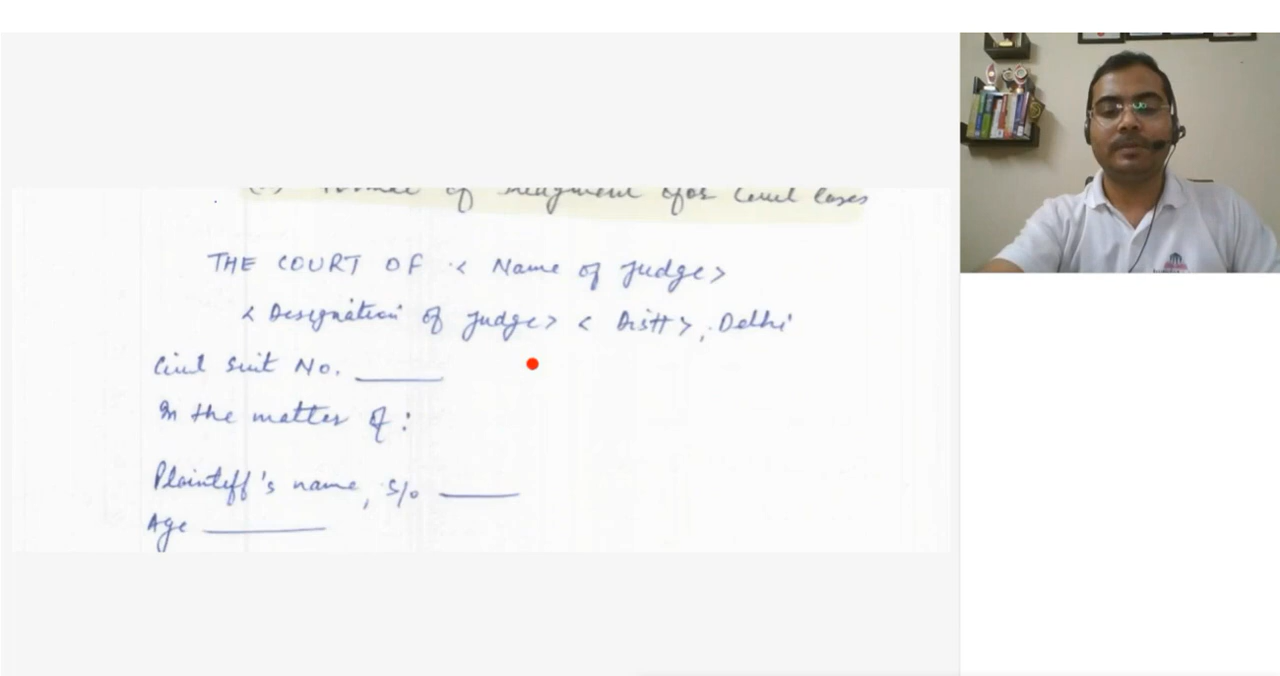 of Judgment for Civil Cases
THE COURT OF < Name of Judge>
< Designation of Judge> < Distt >, Delhi
Civil Suit No. ______
In the matter of :
Plaintiff's name, S/o ______
Age ______